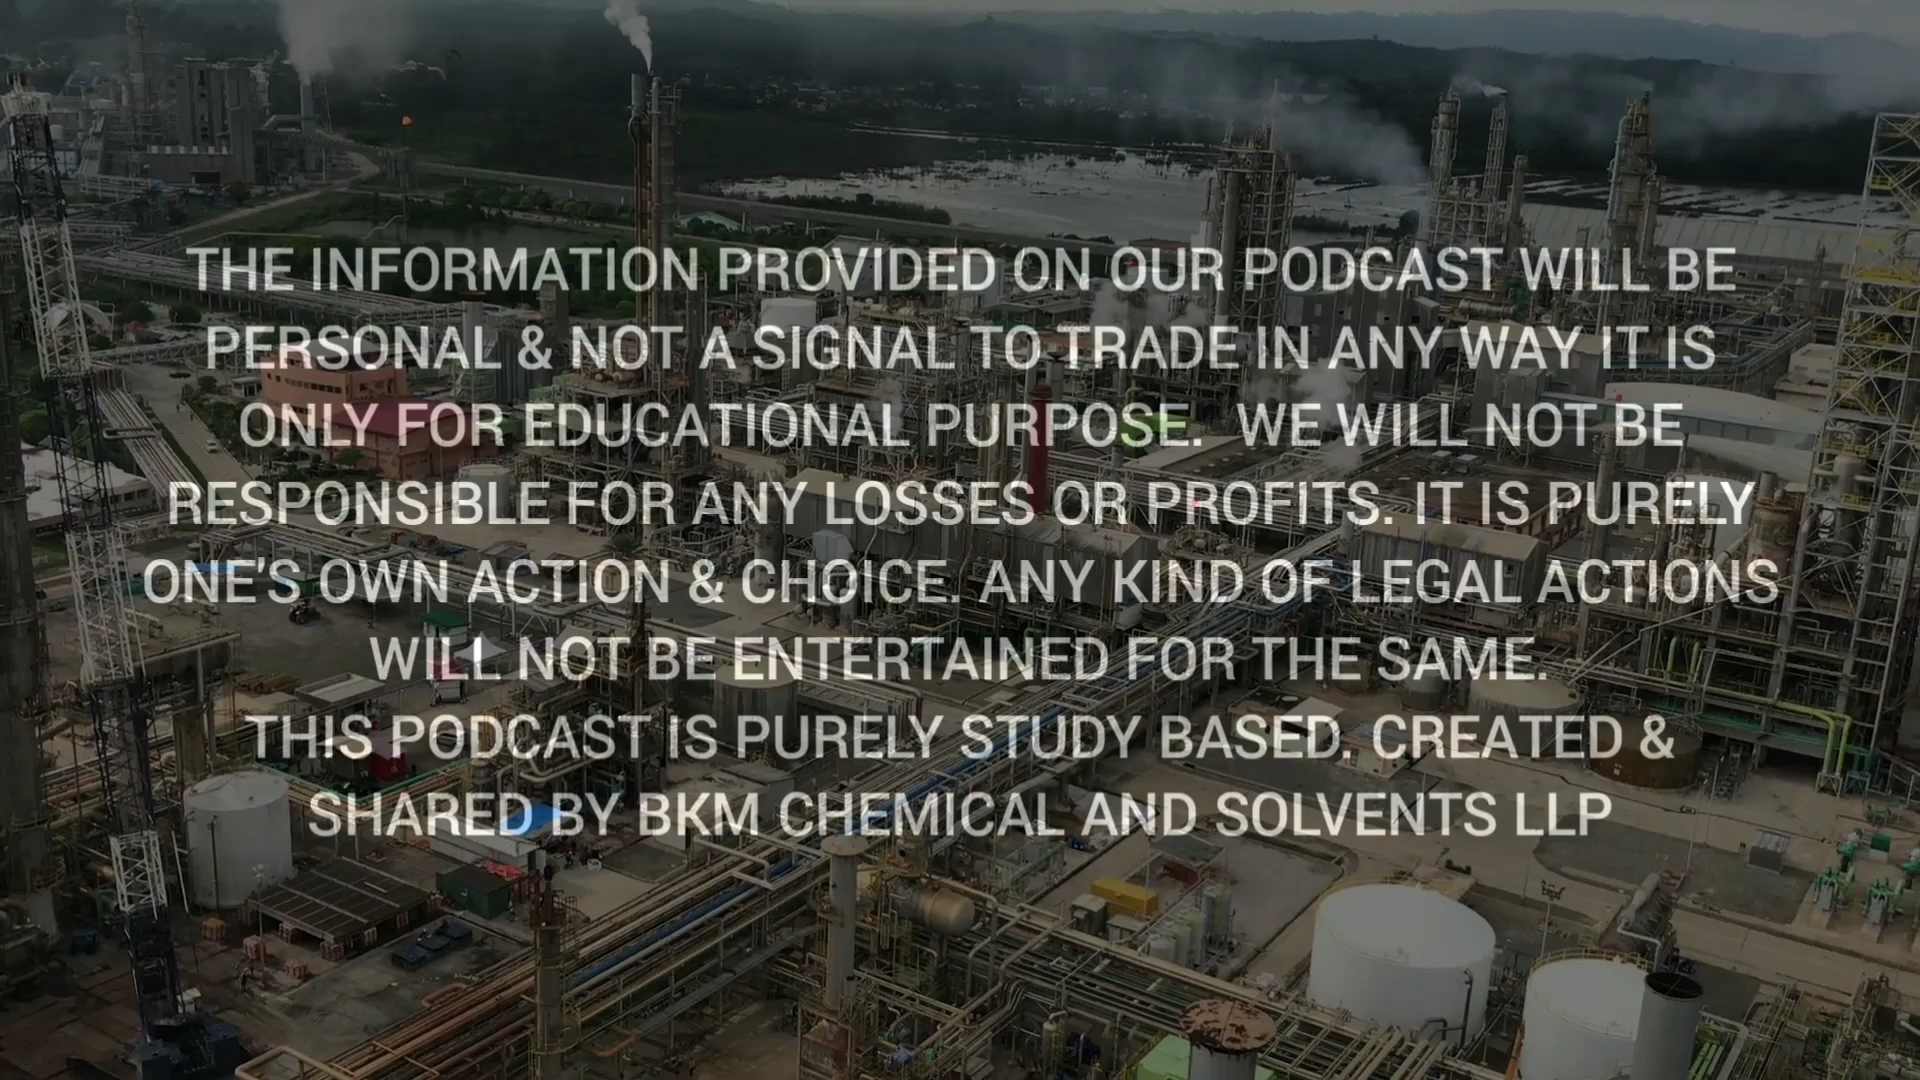 THE INFORMATION PROVIDED ON OUR PODCAST WILL BE
PERSONAL & NOT A SIGNAL TO TRADE IN ANY WAY IT IS
ONLY FOR EDUCATIONAL PURPOSE. WE WILL NOT BE
RESPONSIBLE FOR ANY LOSSES OR PROFITS. IT IS PURELY
ONE'S OWN ACTION & CHOICE. ANY KIND OF LEGAL ACTIONS
WILL NOT BE ENTERTAINED FOR THE SAME.
THIS PODCAST IS PURELY STUDY BASED. CREATED &
SHARED BY BKM CHEMICAL AND SOLVENTS LLP